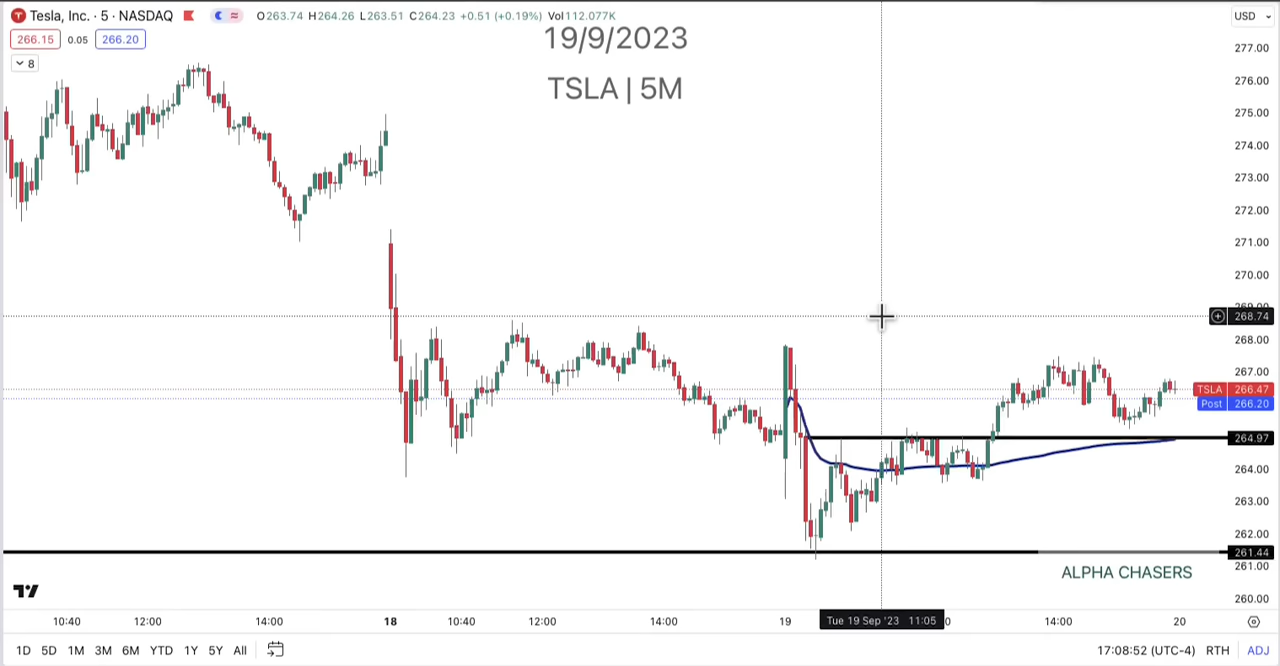 Tesla, Inc. · 5 · NASDAQ O263.74 H264.26 L263.51 C264.23 +0.51 (+0.19%) Vol112.077K
USD
266.15 0.05 266.20
8
19/9/2023
TSLA | 5M
277.00
276.00
275.00
274.00
273.00
272.00
271.00
270.00
269.00
268.74
268.00
267.00
TSLA 266.47
Post 266.20
264.97
264.00
263.00
262.00
261.44
261.00
260.00
ALPHA CHASERS
10:40 12:00 14:00 18 10:40 12:00 14:00 19 Tue 19 Sep '23 11:05 14:00 20
1D 5D 1M 3M 6M YTD 1Y 5Y All 17:08:52 (UTC-4) RTH ADJ